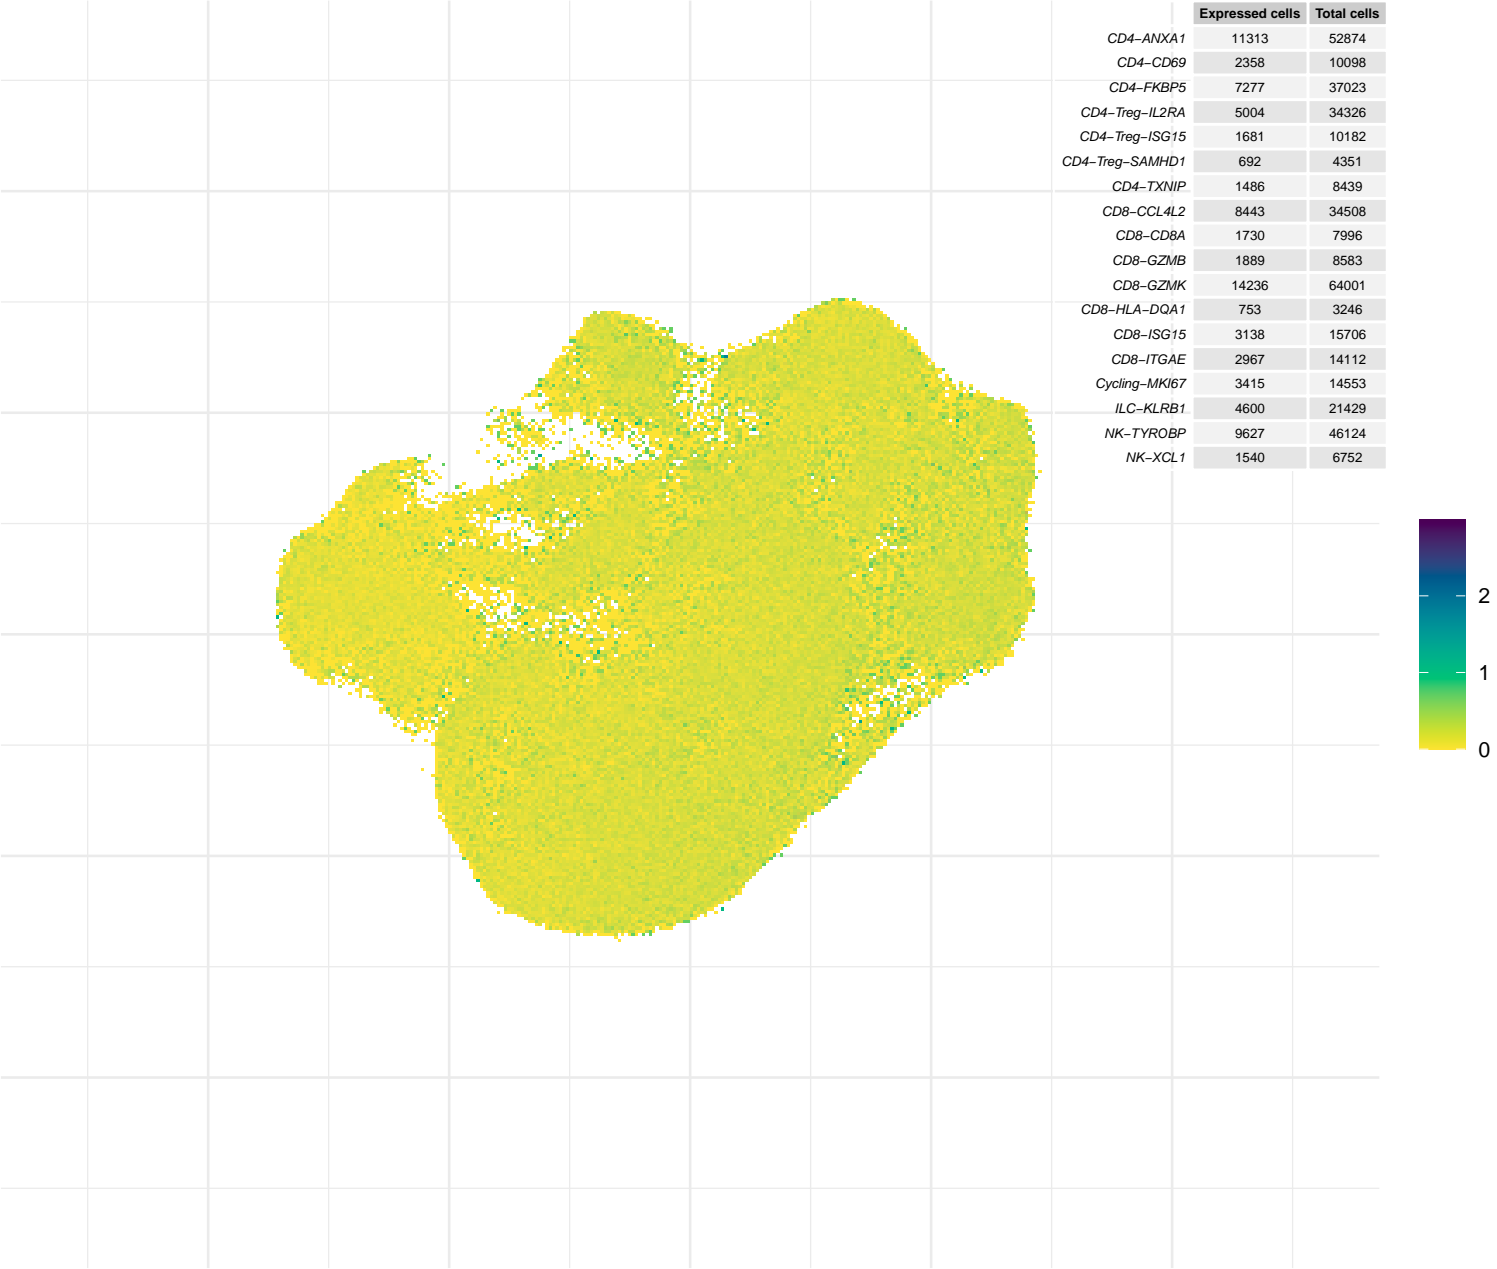 Expressed cells Total cells
CD4−ANXA1 11313 52874
CD4−CD69 2358 10098
CD4−FKBP5 7277 37023
CD4−Treg−IL2RA 5004 34326
CD4−Treg−ISG15 1681 10182
CD4−Treg−SAMHD1 692 4351
CD4−TXNIP 1486 8439
CD8−CCL4L2 8443 34508
CD8−CD8A 1730 7996
CD8−GZMB 1889 8583
CD8−GZMK 14236 64001
CD8−HLA−DQA1 753 3246
CD8−ISG15 3138 15706
CD8−ITGAE 2967 14112
Cycling−MKI67 3415 14553
ILC−KLRB1 4600 21429
NK−TYROBP 9627 46124
NK−XCL1 1540 6752
2
1
0